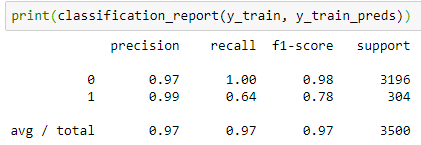 print(classification_report(y_train, y_train_preds))
precision recall f1-score support
0 0.97 1.00 0.98 3196
1 0.99 0.64 0.78 304
avg / total 0.97 0.97 0.97 3500